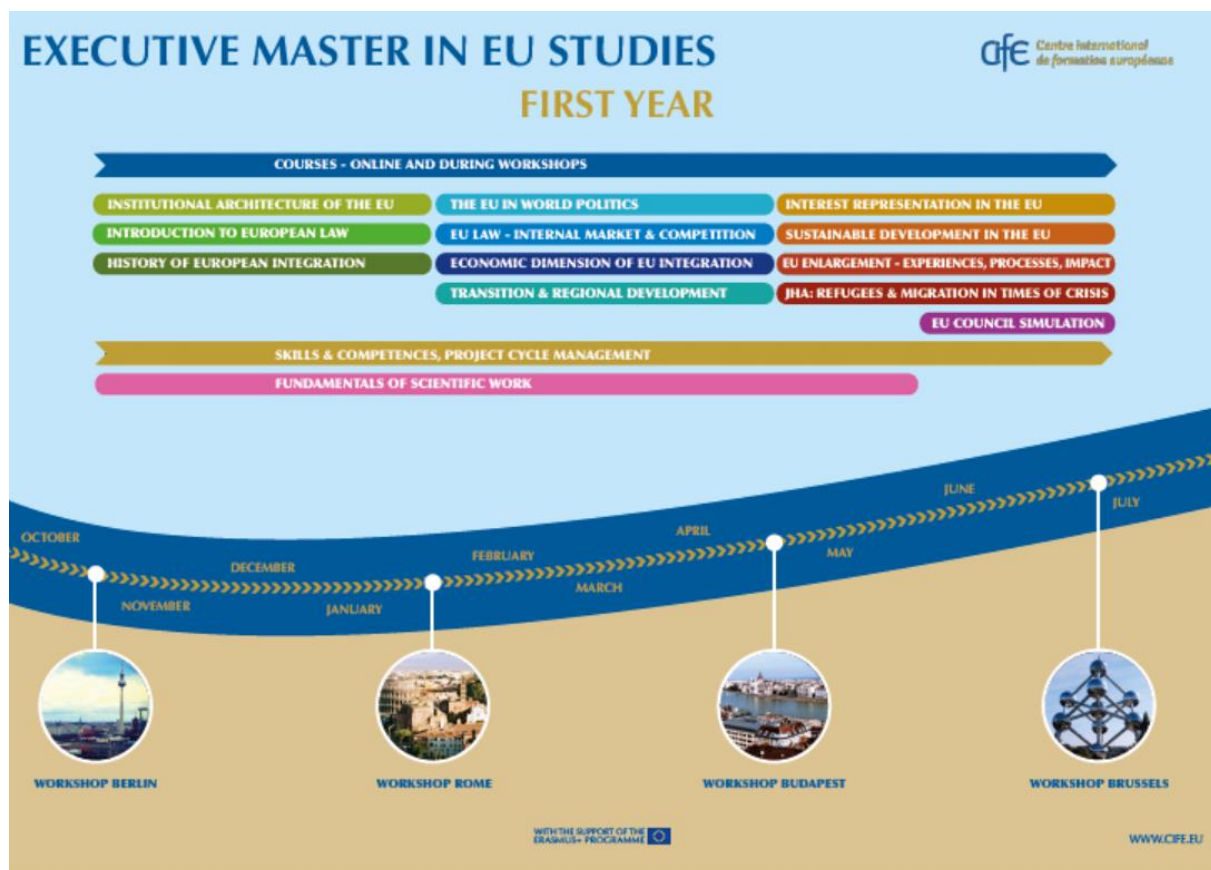 EXECUTIVE MASTER IN EU STUDIES
FIRST YEAR
cife Centre international
de formation européenne
COURSES - ONLINE AND DURING WORKSHOPS
INSTITUTIONAL ARCHITECTURE OF THE EU
INTRODUCTION TO EUROPEAN LAW
HISTORY OF EUROPEAN INTEGRATION
THE EU IN WORLD POLITICS
EU LAW - INTERNAL MARKET & COMPETITION
ECONOMIC DIMENSION OF EU INTEGRATION
TRANSITION & REGIONAL DEVELOPMENT
INTEREST REPRESENTATION IN THE EU
SUSTAINABLE DEVELOPMENT IN THE EU
EU ENLARGEMENT - EXPERIENCES, PROCESSES, IMPACT
JHA: REFUGEES & MIGRATION IN TIMES OF CRISIS
EU COUNCIL SIMULATION
SKILLS & COMPETENCES, PROJECT CYCLE MANAGEMENT
FUNDAMENTALS OF SCIENTIFIC WORK
OCTOBER
NOVEMBER
DECEMBER
JANUARY
FEBRUARY
MARCH
APRIL
MAY
JUNE
JULY
WORKSHOP BERLIN
WORKSHOP ROME
WORKSHOP BUDAPEST
WORKSHOP BRUSSELS
WITH THE SUPPORT OF THE
ERASMUS+ PROGRAMME
WWW.CIFE.EU